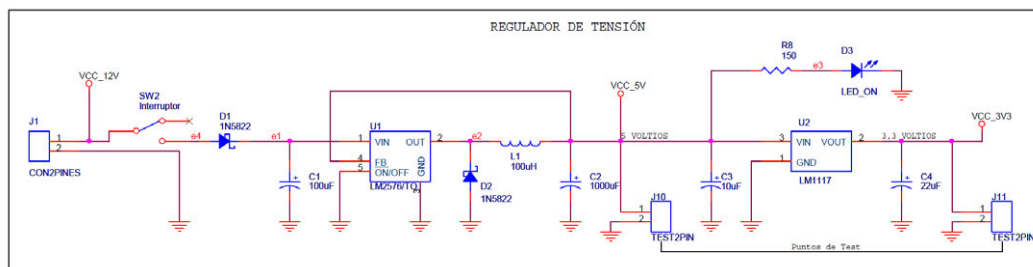 REGULADOR DE TENSIÓN
R8
150
D3
e3
LED_ON
VCC_12V
VCC_5V
VCC_3V3
SW2
Interruptor
J1
1
2
CON2PINES
e4
D1
1N5822
e1
C1
100uF
U1
1
VIN
OUT
2
4
FB
5
ON/OFF
GND
3
LM2576/TO
e2
L1
100uH
D2
1N5822
C2
1000uF
5 VOLTIOS
C3
10uF
U2
3
VIN
VOUT
2
1
GND
LM1117
3,3 VOLTIOS
C4
22uF
J10
1
2
TEST2PIN
J11
1
2
TEST2PIN
Puntos de Test